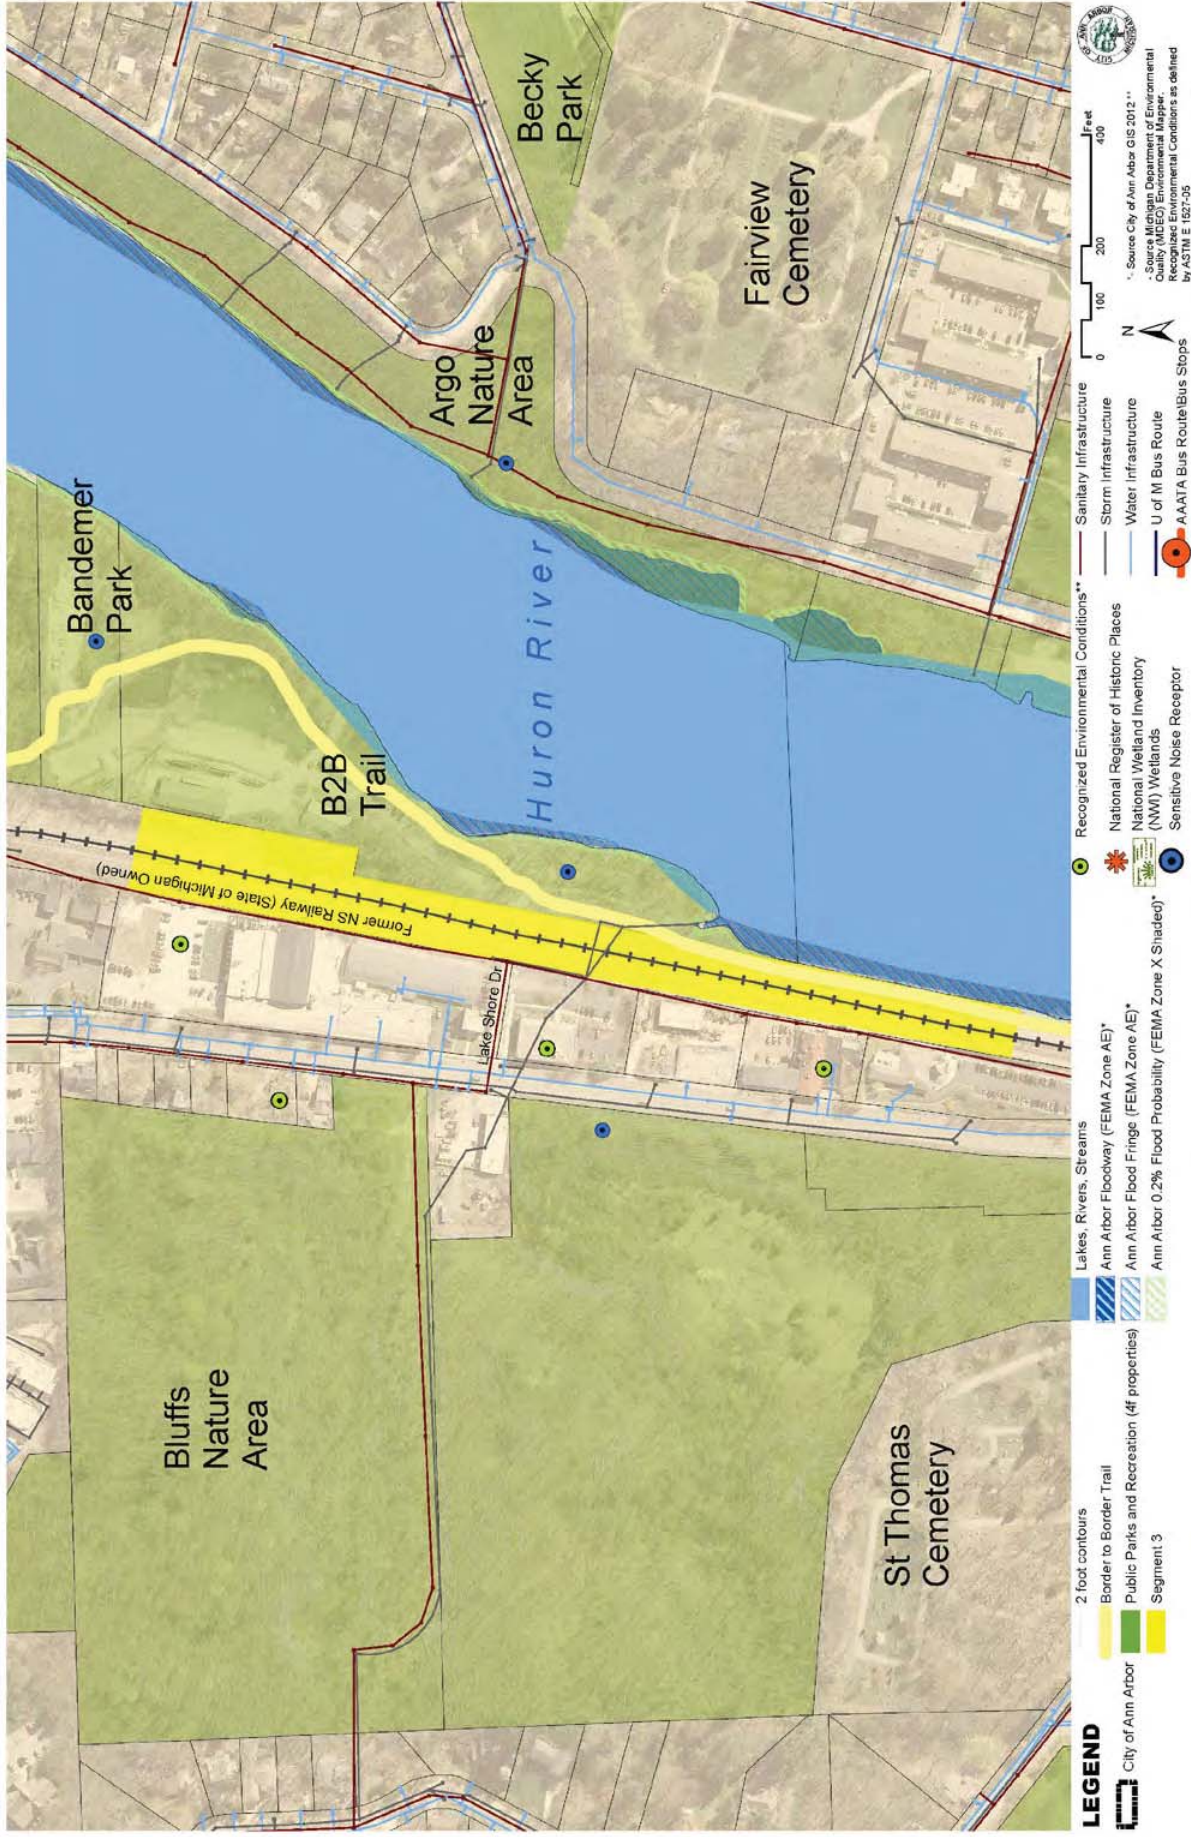 Bluffs
Nature
Area
St Thomas
Cemetery
Bandemer
Park
B2B
Trail
Former NS Railway (State of Michigan Owned)
Lake Shore Dr
Huron River
Argo
Nature
Area
Becky
Park
Fairview
Cemetery
LEGEND
City of Ann Arbor
2 foot contours
Border to Border Trail
Public Parks and Recreation (4f properties)
Segment 3
Lakes, Rivers, Streams
Ann Arbor Floodway (FEMA Zone AE)*
Ann Arbor Flood Fringe (FEMA Zone AE)*
Ann Arbor 0.2% Flood Probability (FEMA Zone X Shaded)*
Recognized Environmental Conditions**
National Register of Historic Places
National Wetland Inventory
(NWI) Wetlands
Sensitive Noise Receptor
Sanitary Infrastructure
Storm Infrastructure
Water Infrastructure
U of M Bus Route
AAATA Bus Route\Bus Stops
0 100 200 400
Feet
N
*- Source City of Ann Arbor GIS 2012 **
- Source Michigan Department of Environmental
Quality (MDEQ) Environmental Mapper.
Recognized Environmental Conditions as defined
by ASTM E 1527-05
CITY OF ANN ARBOR MICHIGAN